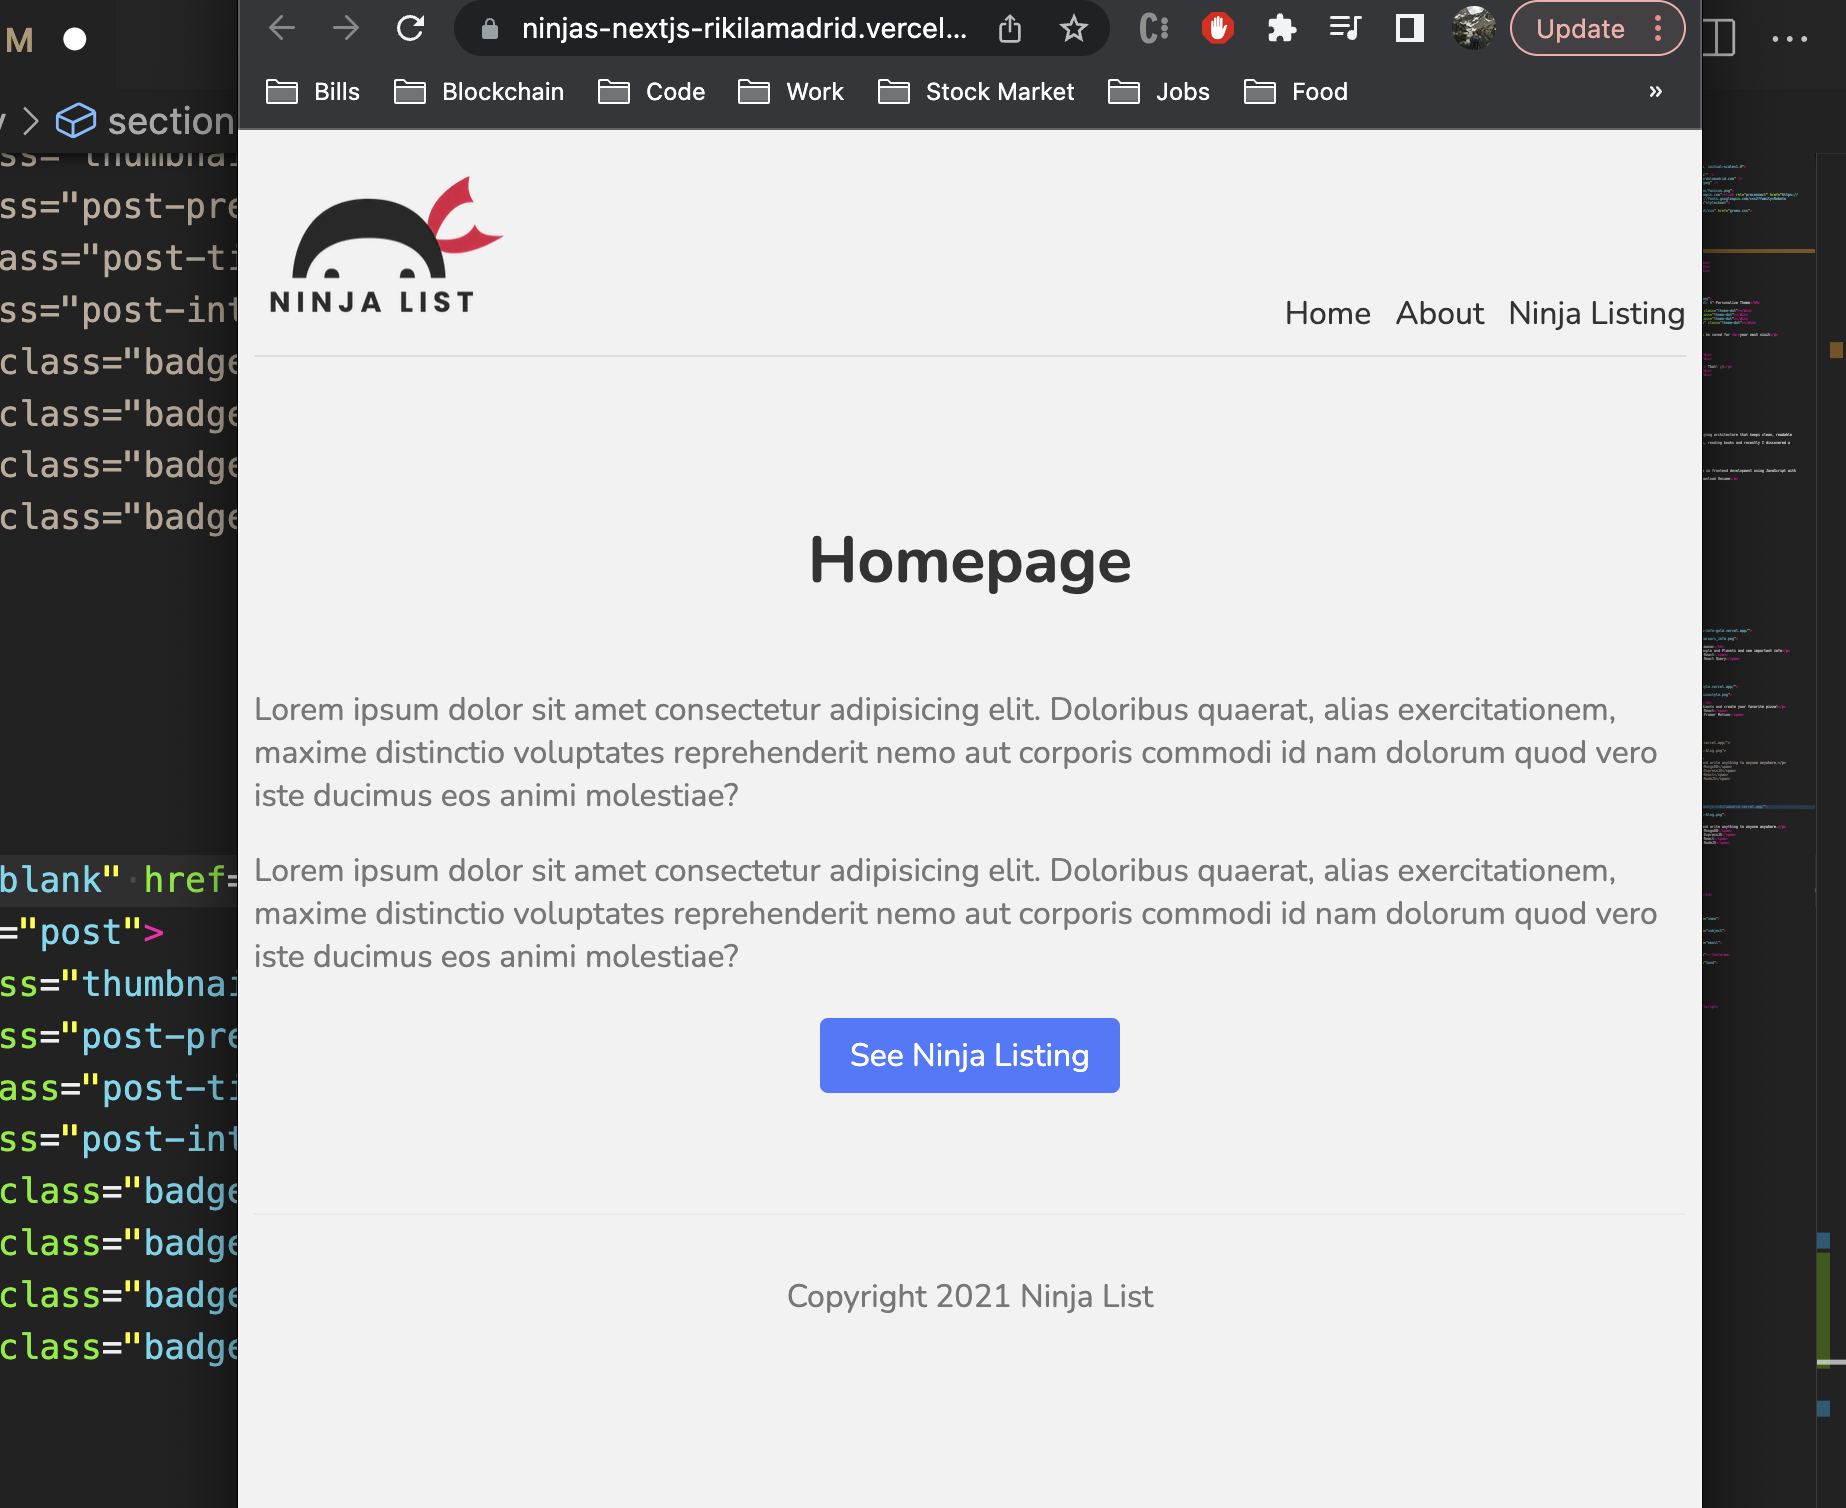 M
ninjas-nextjs-rikilamadrid.vercel...
Update
Bills
Blockchain
Code
Work
Stock Market
Jobs
Food
»
section
ss="post-pre
ass="post-ti
ss="post-int
class="badge
class="badge
class="badge
class="badge
blank" href=
="post">
ss="thumbnai
ss="post-pre
ass="post-ti
ss="post-int
class="badge
class="badge
class="badge
class="badge
NINJA LIST
Home
About
Ninja Listing
Homepage
Lorem ipsum dolor sit amet consectetur adipisicing elit. Doloribus quaerat, alias exercitationem,
maxime distinctio voluptates reprehenderit nemo aut corporis commodi id nam dolorum quod vero
iste ducimus eos animi molestiae?
Lorem ipsum dolor sit amet consectetur adipisicing elit. Doloribus quaerat, alias exercitationem,
maxime distinctio voluptates reprehenderit nemo aut corporis commodi id nam dolorum quod vero
iste ducimus eos animi molestiae?
See Ninja Listing
Copyright 2021 Ninja List